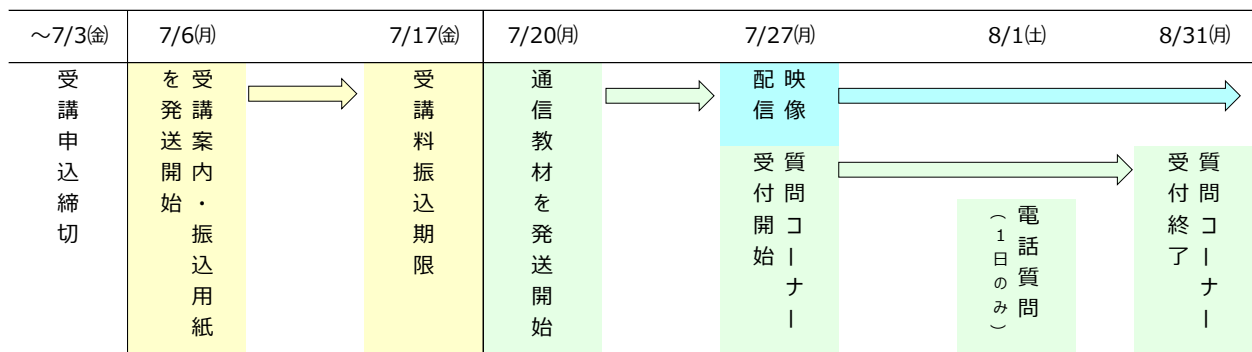 ～7/3㈮
7/6㈪
7/17㈮
7/20㈪
7/27㈪
8/1㈯
8/31㈪
受講申込締切
受講案内・振込用紙
を発送開始
受講料振込期限
通信教材を発送開始
映像
配信
質問コーナー
受付開始
電話質問
（１日のみ）
質問コーナー
受付終了